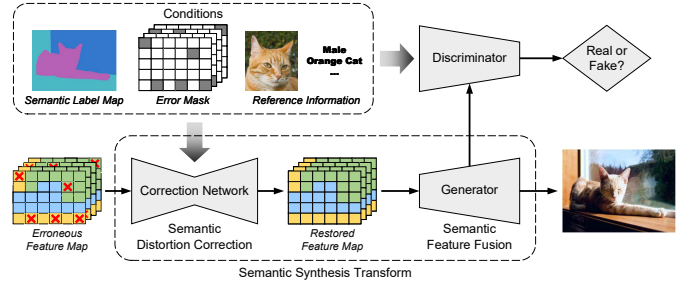 Conditions
Semantic Label Map
Error Mask
Reference Information
Male
Orange Cat
...
Discriminator
Real or
Fake?
Erroneous
Feature Map
Correction Network
Semantic
Distortion Correction
Restored
Feature Map
Generator
Semantic
Feature Fusion
Semantic Synthesis Transform